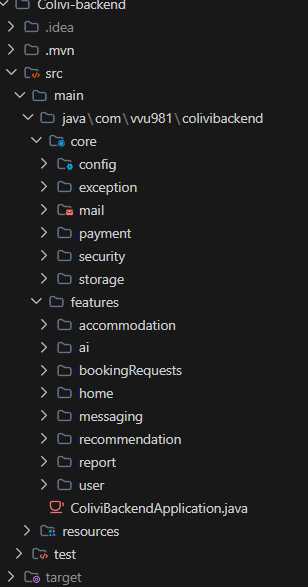 Colivi-backend
.idea
.mvn
src
main
java\com\vvu981\colivibackend
core
config
exception
mail
payment
security
storage
features
accommodation
ai
bookingRequests
home
messaging
recommendation
report
user
ColiviBackendApplication.java
resources
test
target